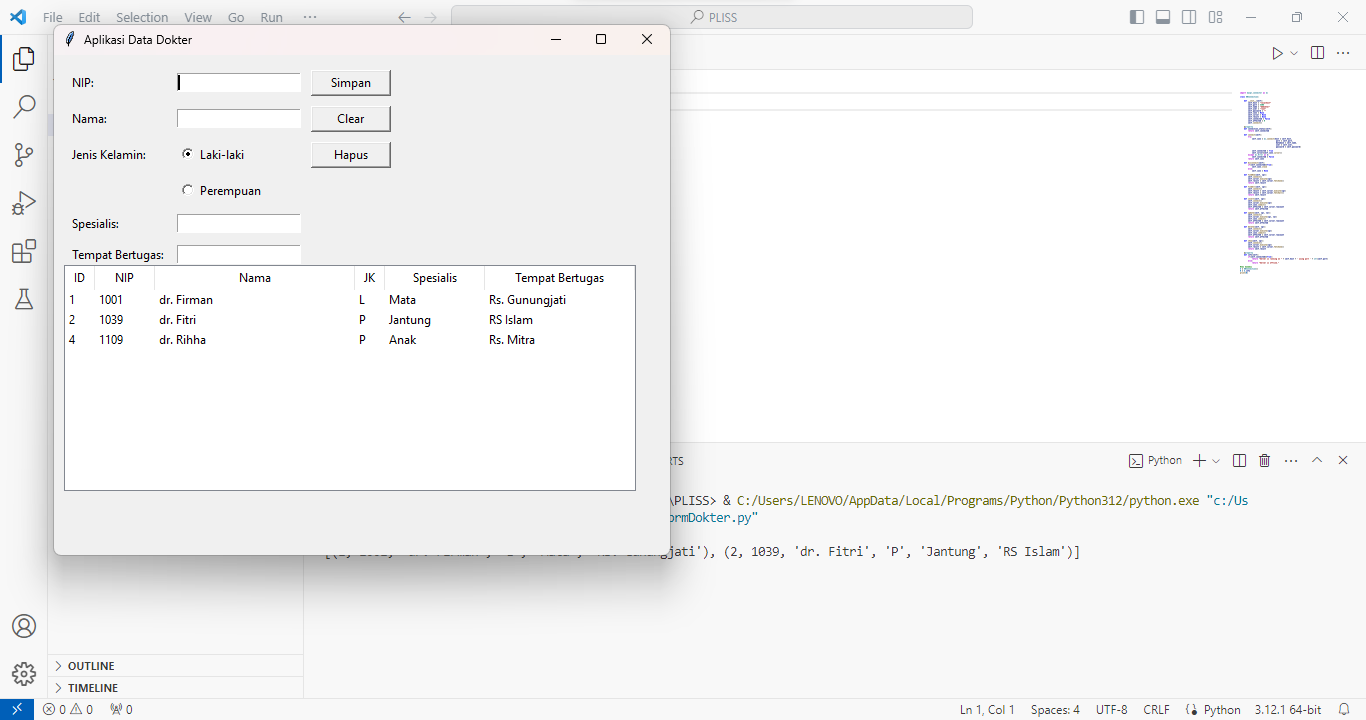 File Edit Selection View Go Run ··· PLISS
Aplikasi Data Dokter
NIP: Simpan
Nama: Clear
Jenis Kelamin: Laki-laki Hapus
Perempuan
Spesialis:
Tempat Bertugas:
ID NIP Nama JK Spesialis Tempat Bertugas
1 1001 dr. Firman L Mata Rs. Gunungjati
2 1039 dr. Fitri P Jantung RS Islam
4 1109 dr. Rihha P Anak Rs. Mitra
RTS Python
\PLISS> & C:/Users/LENOVO/AppData/Local/Programs/Python/Python312/python.exe "c:/Us
ormDokter.py"
jati'), (2, 1039, 'dr. Fitri', 'P', 'Jantung', 'RS Islam')]
OUTLINE
TIMELINE
0 0 0 Ln 1, Col 1 Spaces: 4 UTF-8 CRLF Python 3.12.1 64-bit